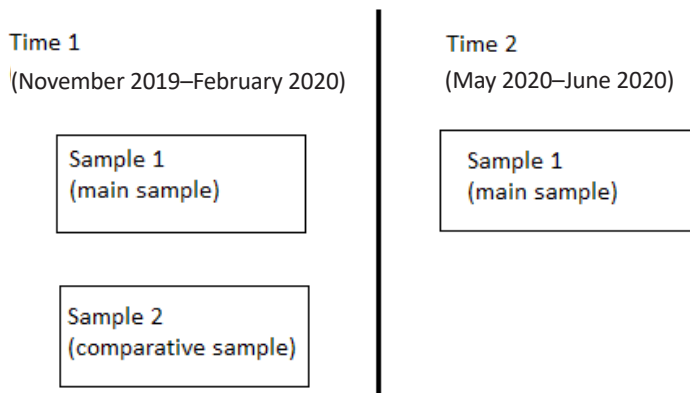 Time 1
(November 2019–February 2020)
Sample 1
(main sample)
Sample 2
(comparative sample)
Time 2
(May 2020–June 2020)
Sample 1
(main sample)